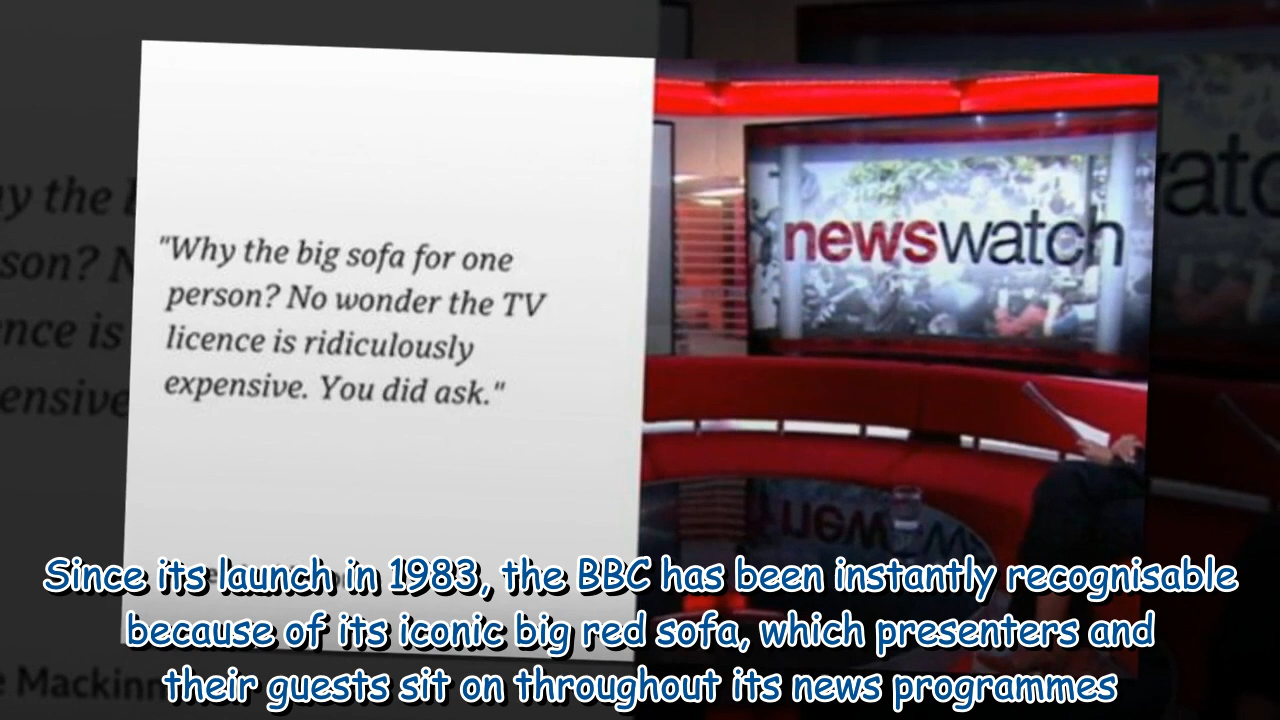 "Why the big sofa for one
person? No wonder the TV
licence is ridiculously
expensive. You did ask."
newswatch
Since its launch in 1983, the BBC has been instantly recognisable
because of its iconic big red sofa, which presenters and
their guests sit on throughout its news programmes